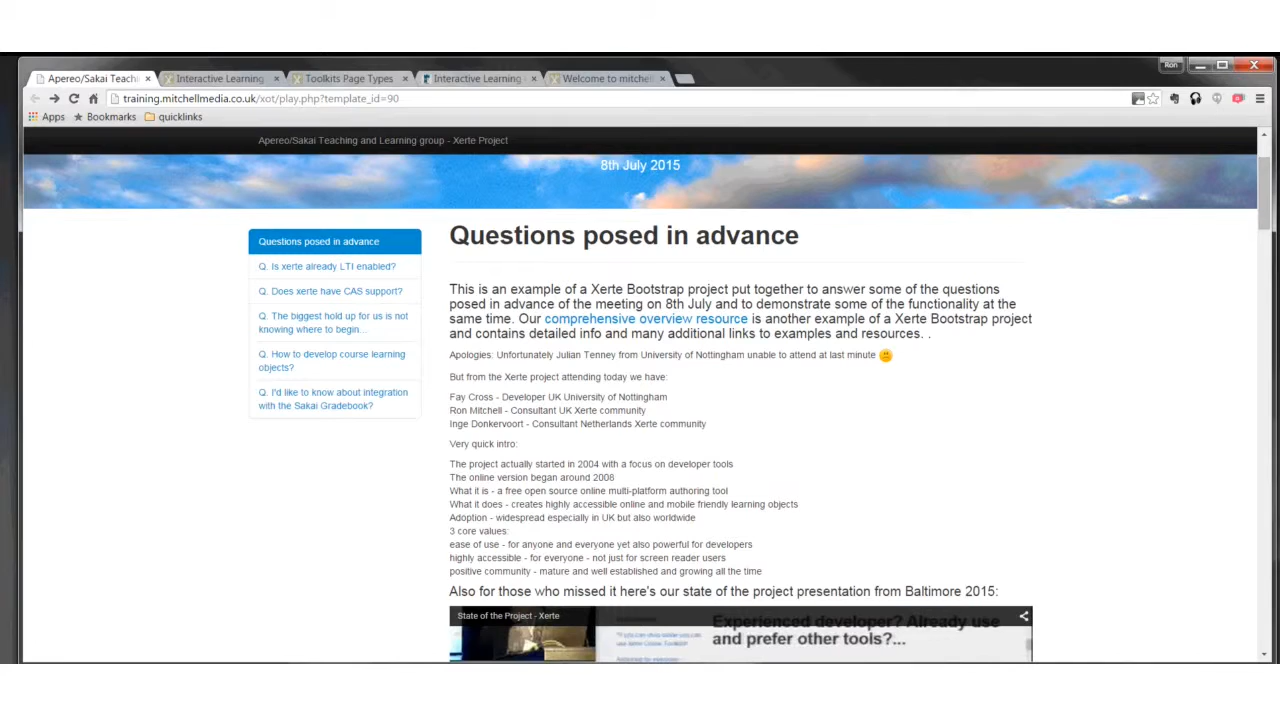 Ron
Apereo/Sakai Teachi
Interactive Learning
Toolkits Page Types
Interactive Learning
Welcome to mitchell
training.mitchellmedia.co.uk/xot/play.php?template_id=90
Apps
Bookmarks
quicklinks
Apereo/Sakai Teaching and Learning group - Xerte Project
8th July 2015
Questions posed in advance
Q. Is xerte already LTI enabled?
Q. Does xerte have CAS support?
Q. The biggest hold up for us is not
knowing where to begin...
Q. How to develop course learning
objects?
Q. I'd like to know about integration
with the Sakai Gradebook?
Questions posed in advance
This is an example of a Xerte Bootstrap project put together to answer some of the questions
posed in advance of the meeting on 8th July and to demonstrate some of the functionality at the
same time. Our comprehensive overview resource is another example of a Xerte Bootstrap project
and contains detailed info and many additional links to examples and resources. .
Apologies: Unfortunately Julian Tenney from University of Nottingham unable to attend at last minute
But from the Xerte project attending today we have:
Fay Cross - Developer UK University of Nottingham
Ron Mitchell - Consultant UK Xerte community
Inge Donkervoort - Consultant Netherlands Xerte community
Very quick intro:
The project actually started in 2004 with a focus on developer tools
The online version began around 2008
What it is - a free open source online multi-platform authoring tool
What it does - creates highly accessible online and mobile friendly learning objects
Adoption - widespread especially in UK but also worldwide
3 core values:
ease of use - for anyone and everyone yet also powerful for developers
highly accessible - for everyone - not just for screen reader users
positive community - mature and well established and growing all the time
Also for those who missed it here's our state of the project presentation from Baltimore 2015:
State of the Project - Xerte
Experienced developer? Already use
and prefer other tools?...